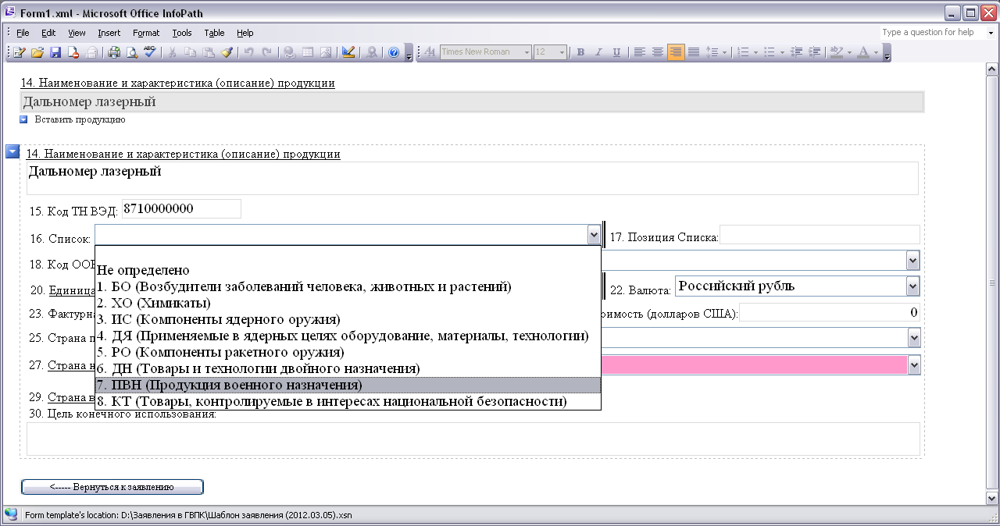 Form1.xml - Microsoft Office InfoPath
File Edit View Insert Format Tools Table Help
Type a question for help
Times New Roman 12 B I U
14. Наименование и характеристика (описание) продукции
Дальномер лазерный
Вставить продукцию
14. Наименование и характеристика (описание) продукции
Дальномер лазерный
15. Код ТН ВЭД: 8710000000
16. Список: 17. Позиция Списка:
18. Код
Не определено
1. БО (Возбудители заболеваний человека, животных и растений)
20. Единица 22. Валюта: Российский рубль
2. ХО (Химикаты)
23. Фактурна оимость (долларов США): 0
3. ИС (Компоненты ядерного оружия)
25. Страна п
4. ДЯ (Применяемые в ядерных целях оборудование, материалы, технологии)
5. РО (Компоненты ракетного оружия)
27. Страна н
6. ДН (Товары и технологии двойного назначения)
7. ПВН (Продукция военного назначения)
29. Страна в
8. КТ (Товары, контролируемые в интересах национальной безопасности)
30. Цель конечного использования:
<----- Вернуться к заявлению
Form template's location: D:\Заявления в ГВПК\Шаблон заявления (2012.03.05).xsn